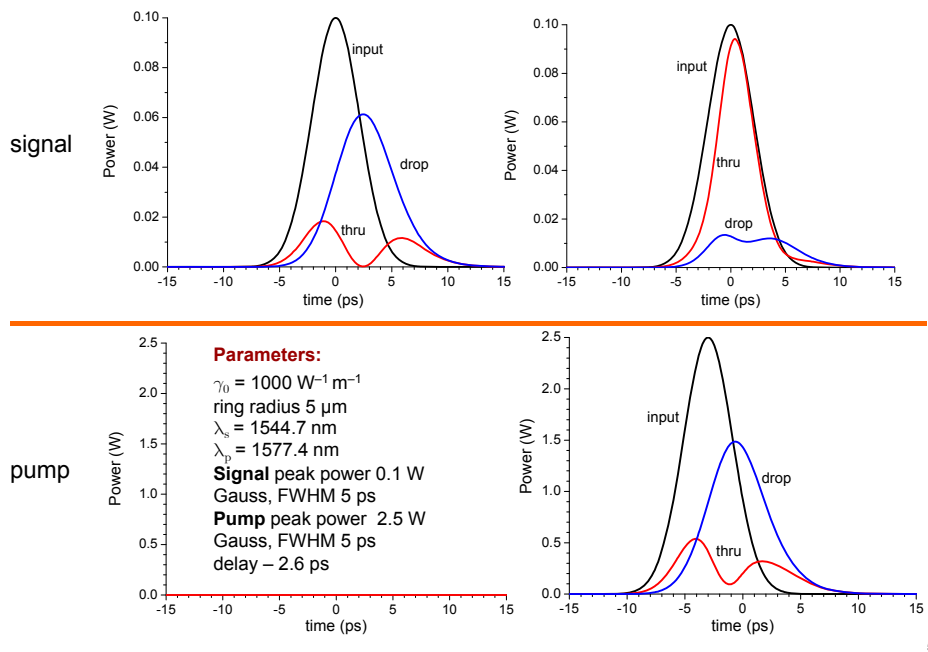 signal
Power (W)
0.10
0.08
0.06
0.04
0.02
0.00
input
drop
thru
-15 -10 -5 0 5 10 15
time (ps)
Power (W)
0.10
0.08
0.06
0.04
0.02
0.00
input
thru
drop
-15 -10 -5 0 5 10 15
time (ps)
pump
Power (W)
2.5
2.0
1.5
1.0
0.5
0.0
Parameters:
γ₀ = 1000 W⁻¹ m⁻¹
ring radius 5 µm
λₛ = 1544.7 nm
λₚ = 1577.4 nm
Signal peak power 0.1 W
Gauss, FWHM 5 ps
Pump peak power 2.5 W
Gauss, FWHM 5 ps
delay – 2.6 ps
-15 -10 -5 0 5 10 15
time (ps)
Power (W)
2.5
2.0
1.5
1.0
0.5
0.0
input
drop
thru
-15 -10 -5 0 5 10 15
time (ps)